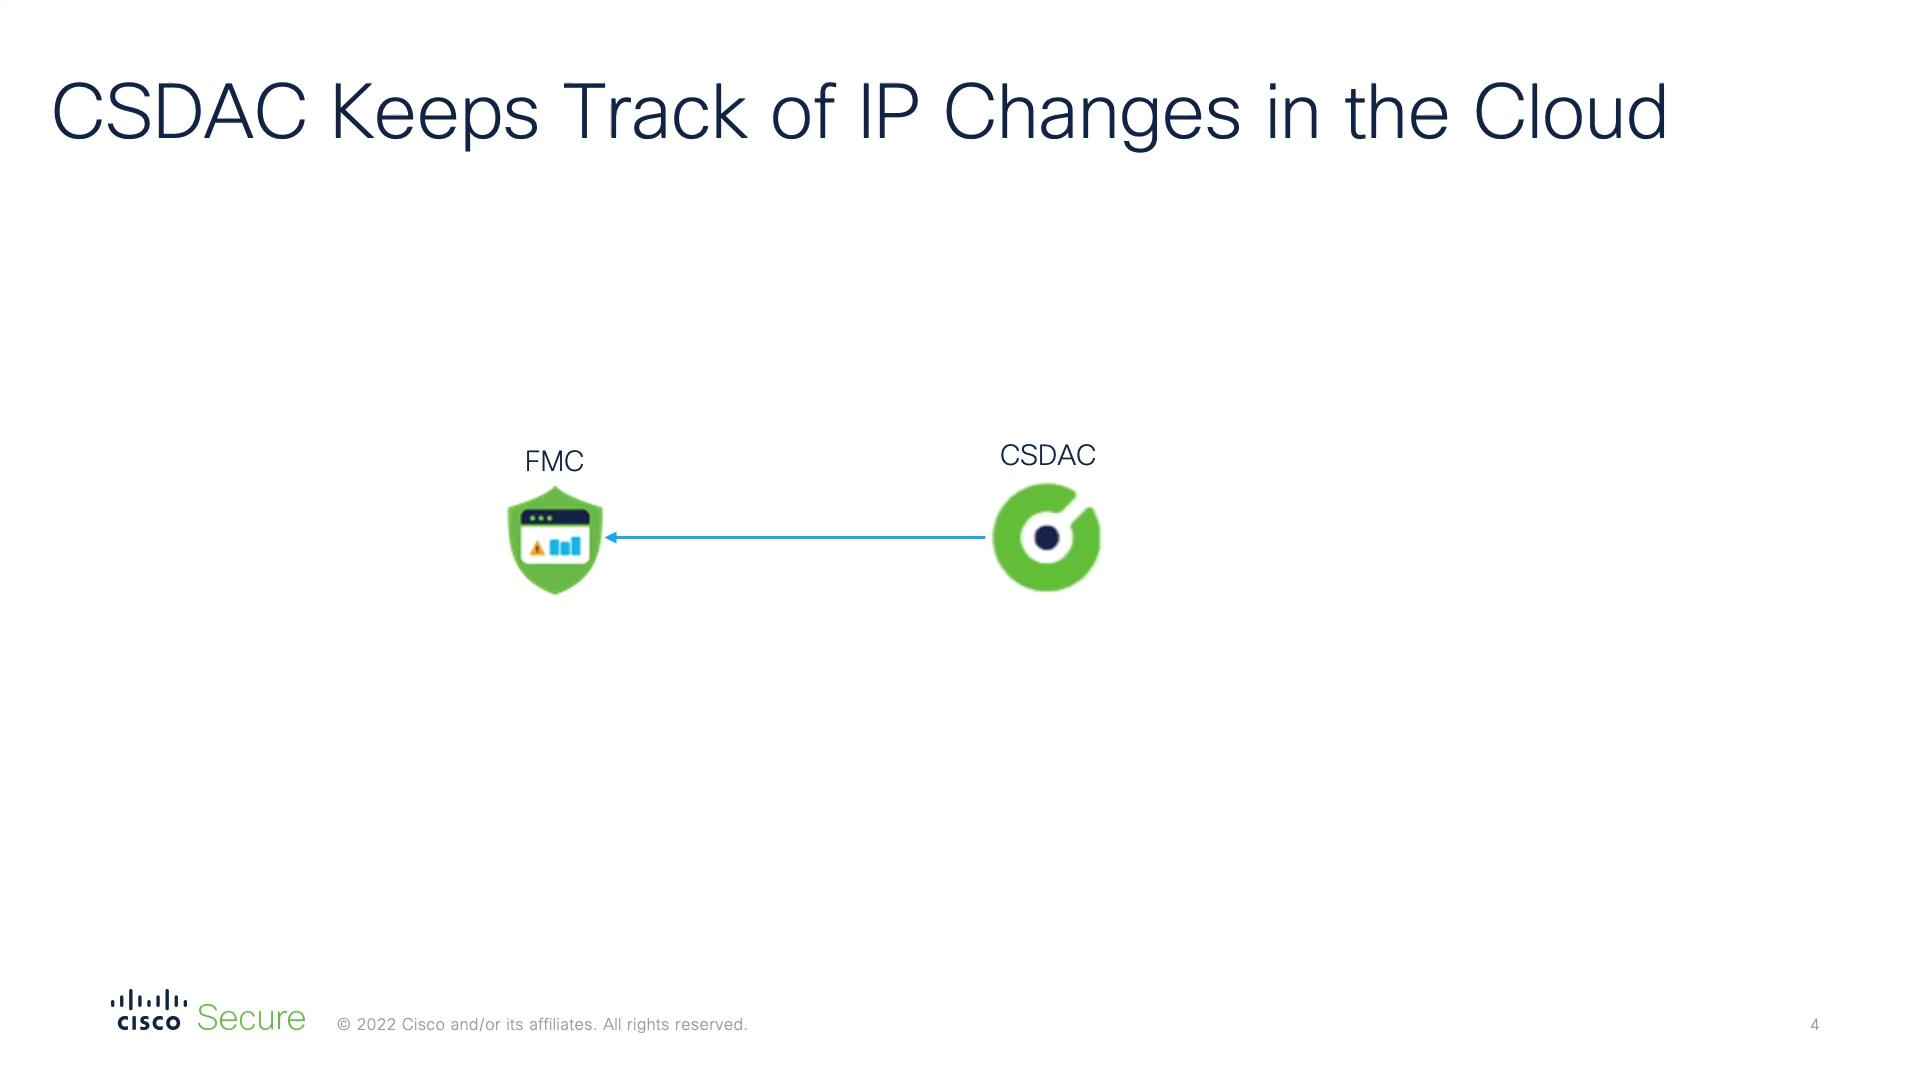 CSDAC Keeps Track of IP Changes in the Cloud
FMC
CSDAC
cisco Secure
© 2022 Cisco and/or its affiliates. All rights reserved.
4